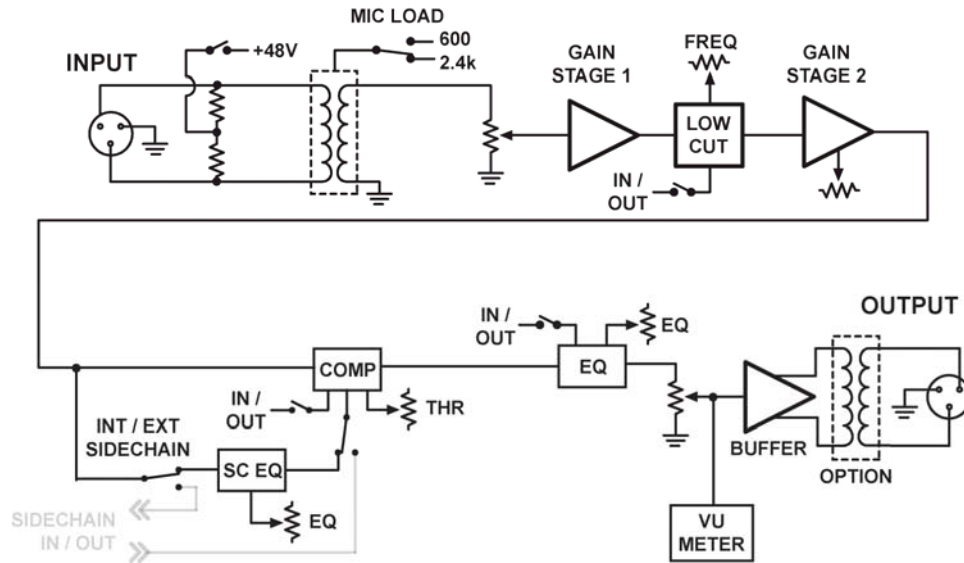 MIC LOAD
600
2.4k
+48V
INPUT
GAIN
STAGE 1
FREQ
LOW
CUT
IN /
OUT
GAIN
STAGE 2
COMP
IN /
OUT
THR
INT / EXT
SIDECHAIN
SC EQ
EQ
SIDECHAIN
IN / OUT
IN /
OUT
EQ
EQ
VU
METER
BUFFER
OUTPUT
OPTION